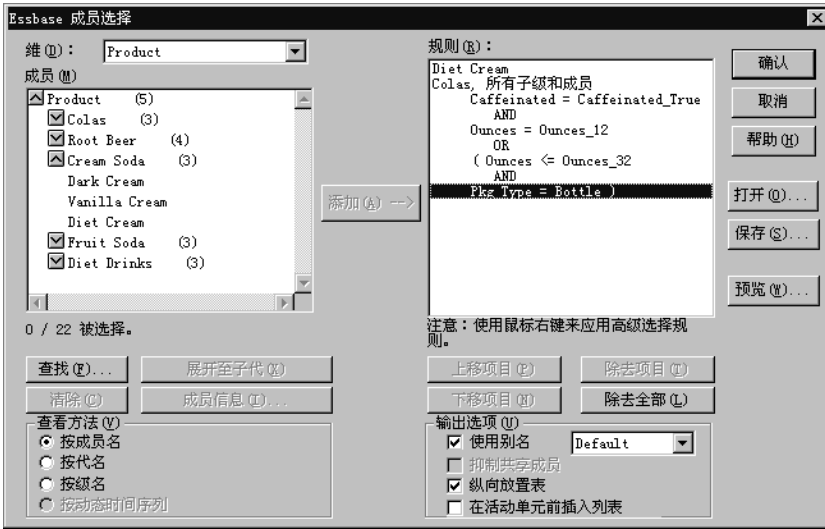 Essbase 成员选择
维(D)：
Product
成员(M)
Product (5)
Colas (3)
Root Beer (4)
Cream Soda (3)
Dark Cream
Vanilla Cream
Diet Cream
Fruit Soda (3)
Diet Drinks (3)
0 / 22 被选择。
查找(F)...
展开至子代(X)
清除(C)
成员信息(I)...
查看方法(V)
按成员名
按代名
按级名
按动态时间序列
添加(A) -->
规则(R)：
Diet Cream
Colas, 所有子级和成员
Caffeinated = Caffeinated_True
AND
Ounces = Ounces_12
OR
( Ounces <= Ounces_32
AND
Pkg Type = Bottle )
注意：使用鼠标右键来应用高级选择规
则。
上移项目(P)
除去项目(T)
下移项目(N)
除去全部(L)
输出选项(U)
使用别名
Default
抑制共享成员
纵向放置表
在活动单元前插入列表
确认
取消
帮助(H)
打开(O)...
保存(S)...
预览(W)...